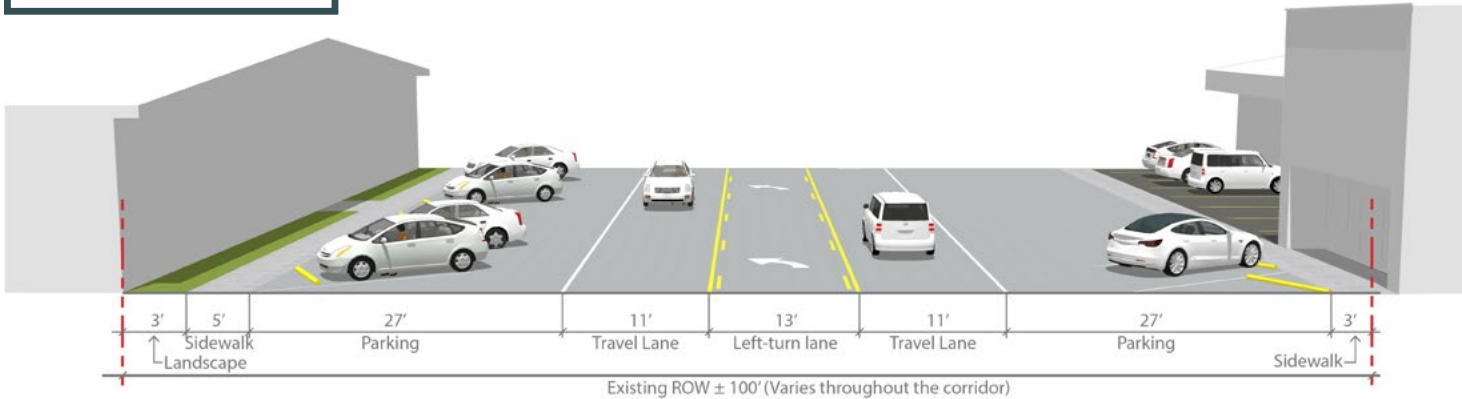 3’ 5’ 27’ 11’ 13’ 11’ 27’ 3’
Sidewalk Parking Travel Lane Left-turn lane Travel Lane Parking
Landscape Sidewalk
Existing ROW ± 100’ (Varies throughout the corridor)